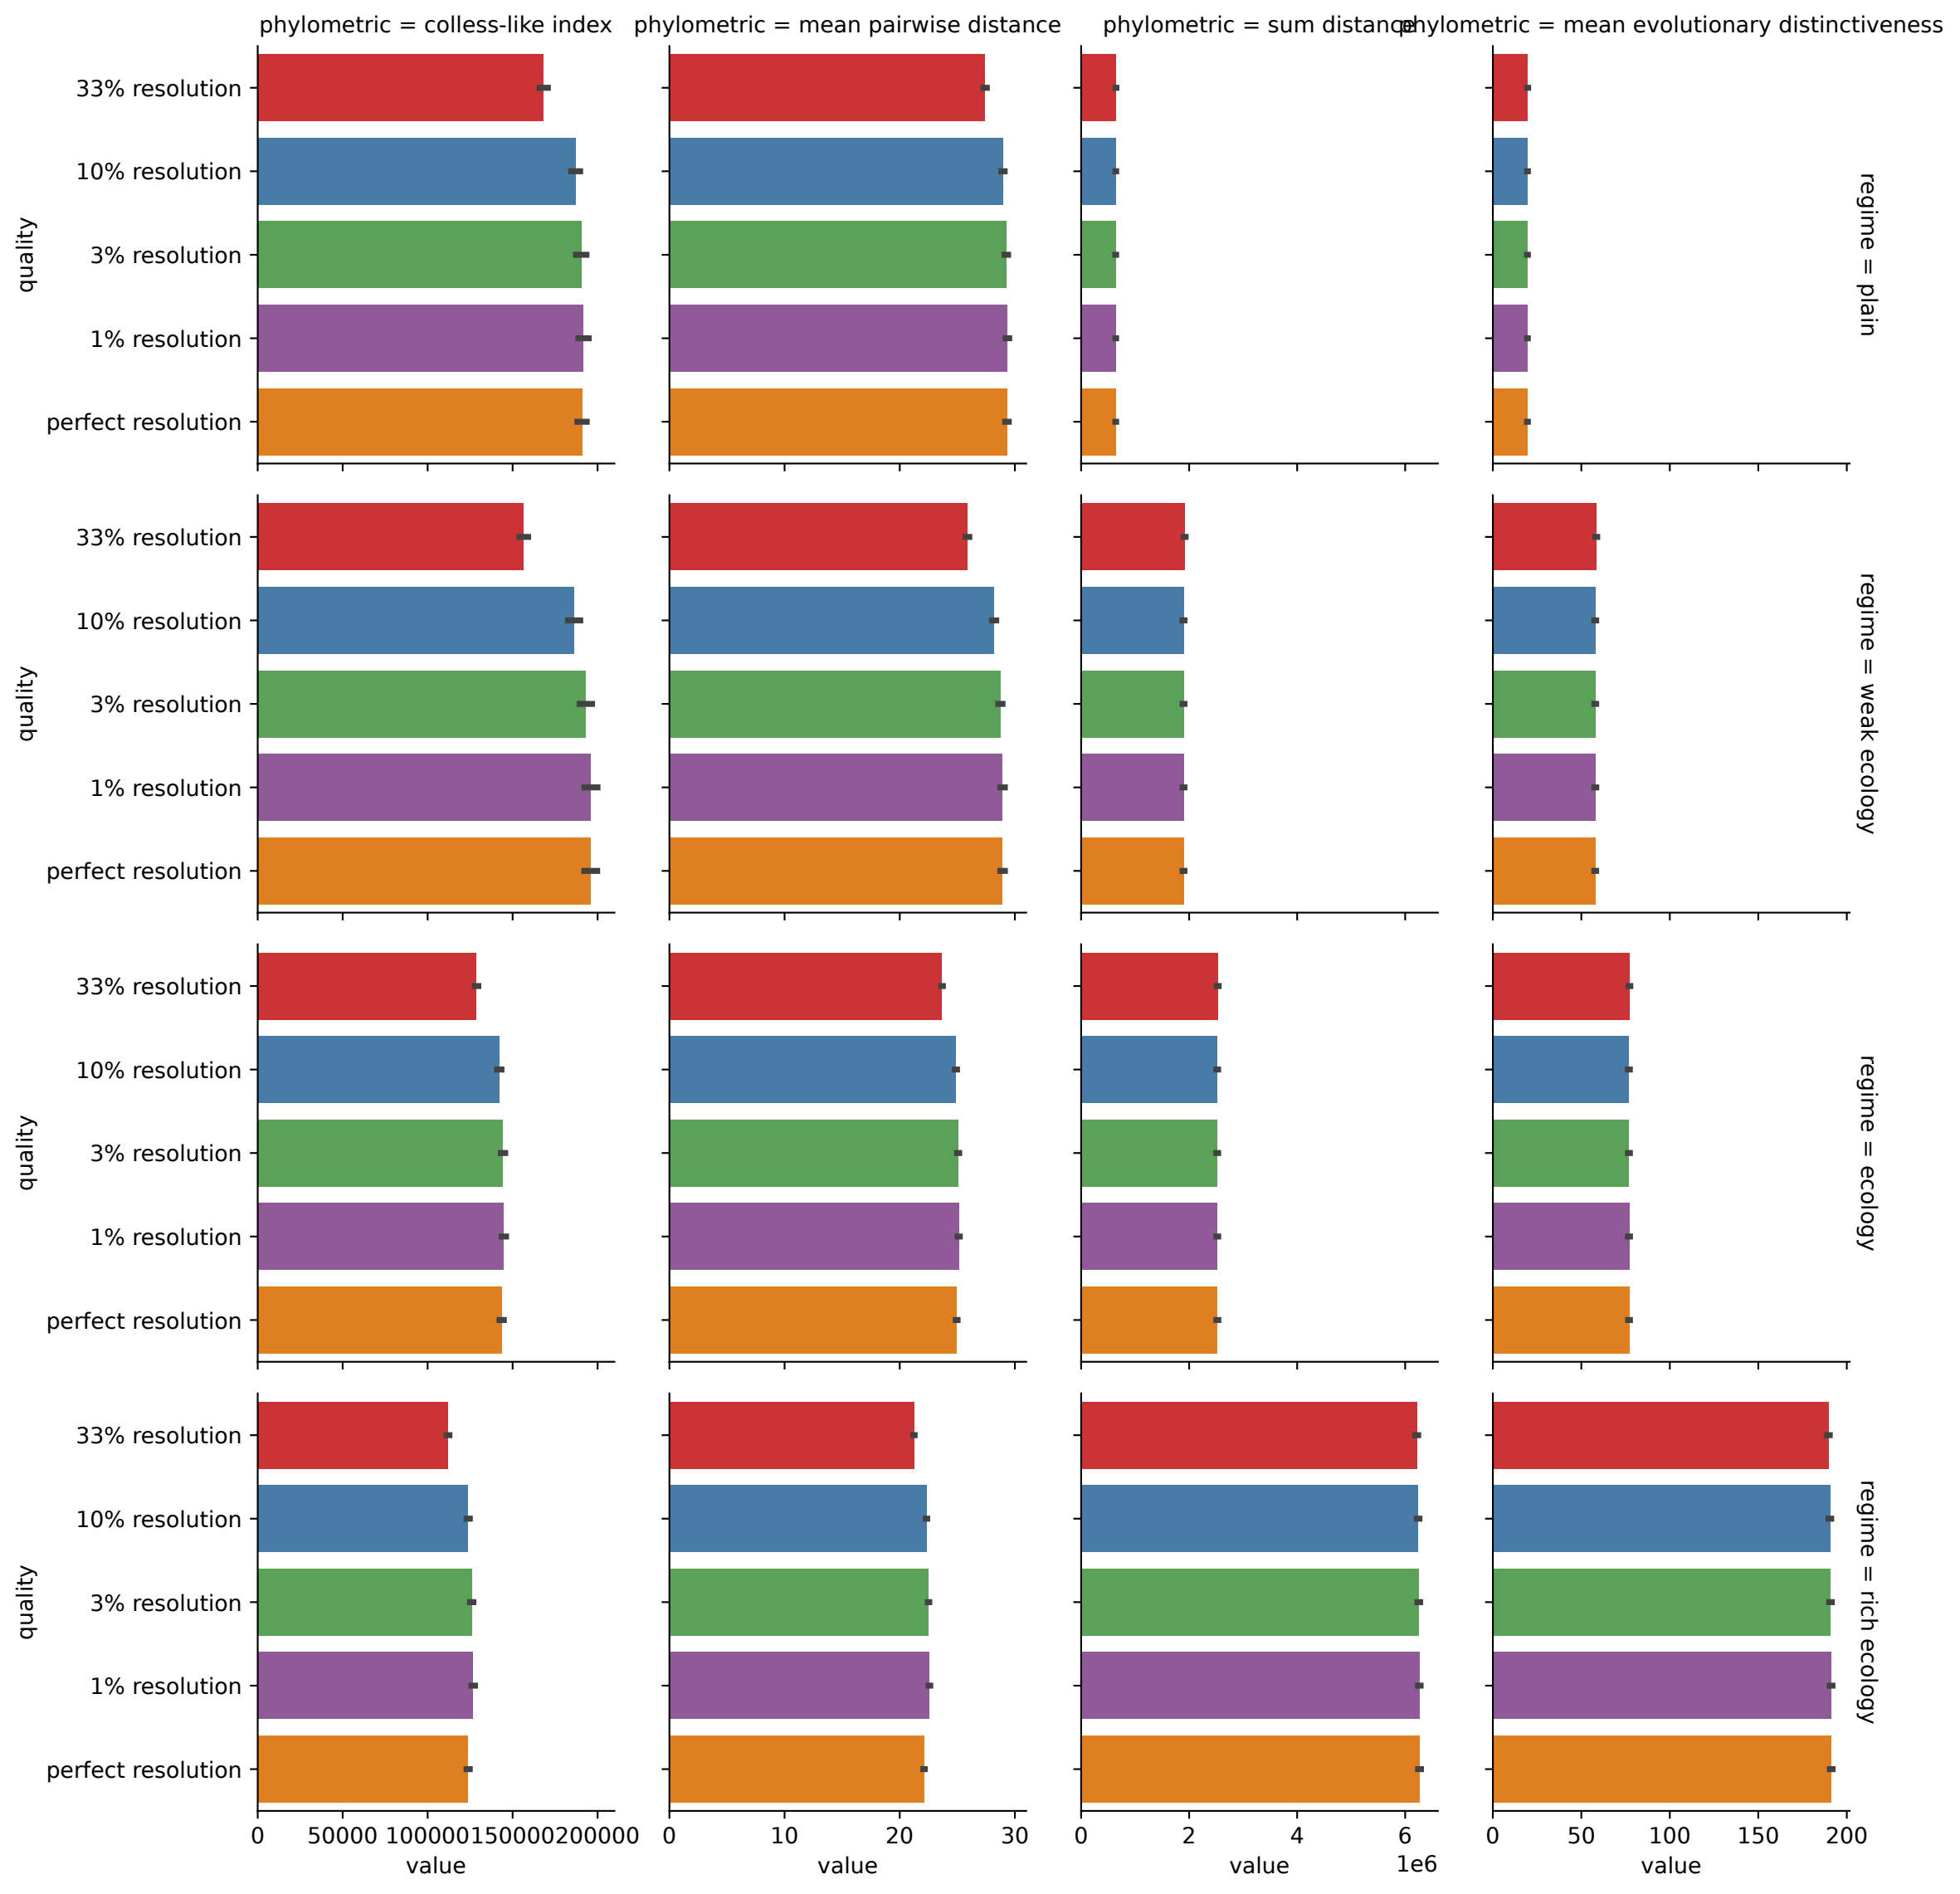 phylometric = colless-like index
phylometric = mean pairwise distance
phylometric = sum distance
phylometric = mean evolutionary distinctiveness
quality
33% resolution
10% resolution
3% resolution
1% resolution
perfect resolution
regime = plain
quality
33% resolution
10% resolution
3% resolution
1% resolution
perfect resolution
regime = weak ecology
quality
33% resolution
10% resolution
3% resolution
1% resolution
perfect resolution
regime = ecology
quality
33% resolution
10% resolution
3% resolution
1% resolution
perfect resolution
regime = rich ecology
0 50000 100000 150000 200000
value
0 10 20 30
value
0 2 4 6
1e6
value
0 50 100 150 200
value